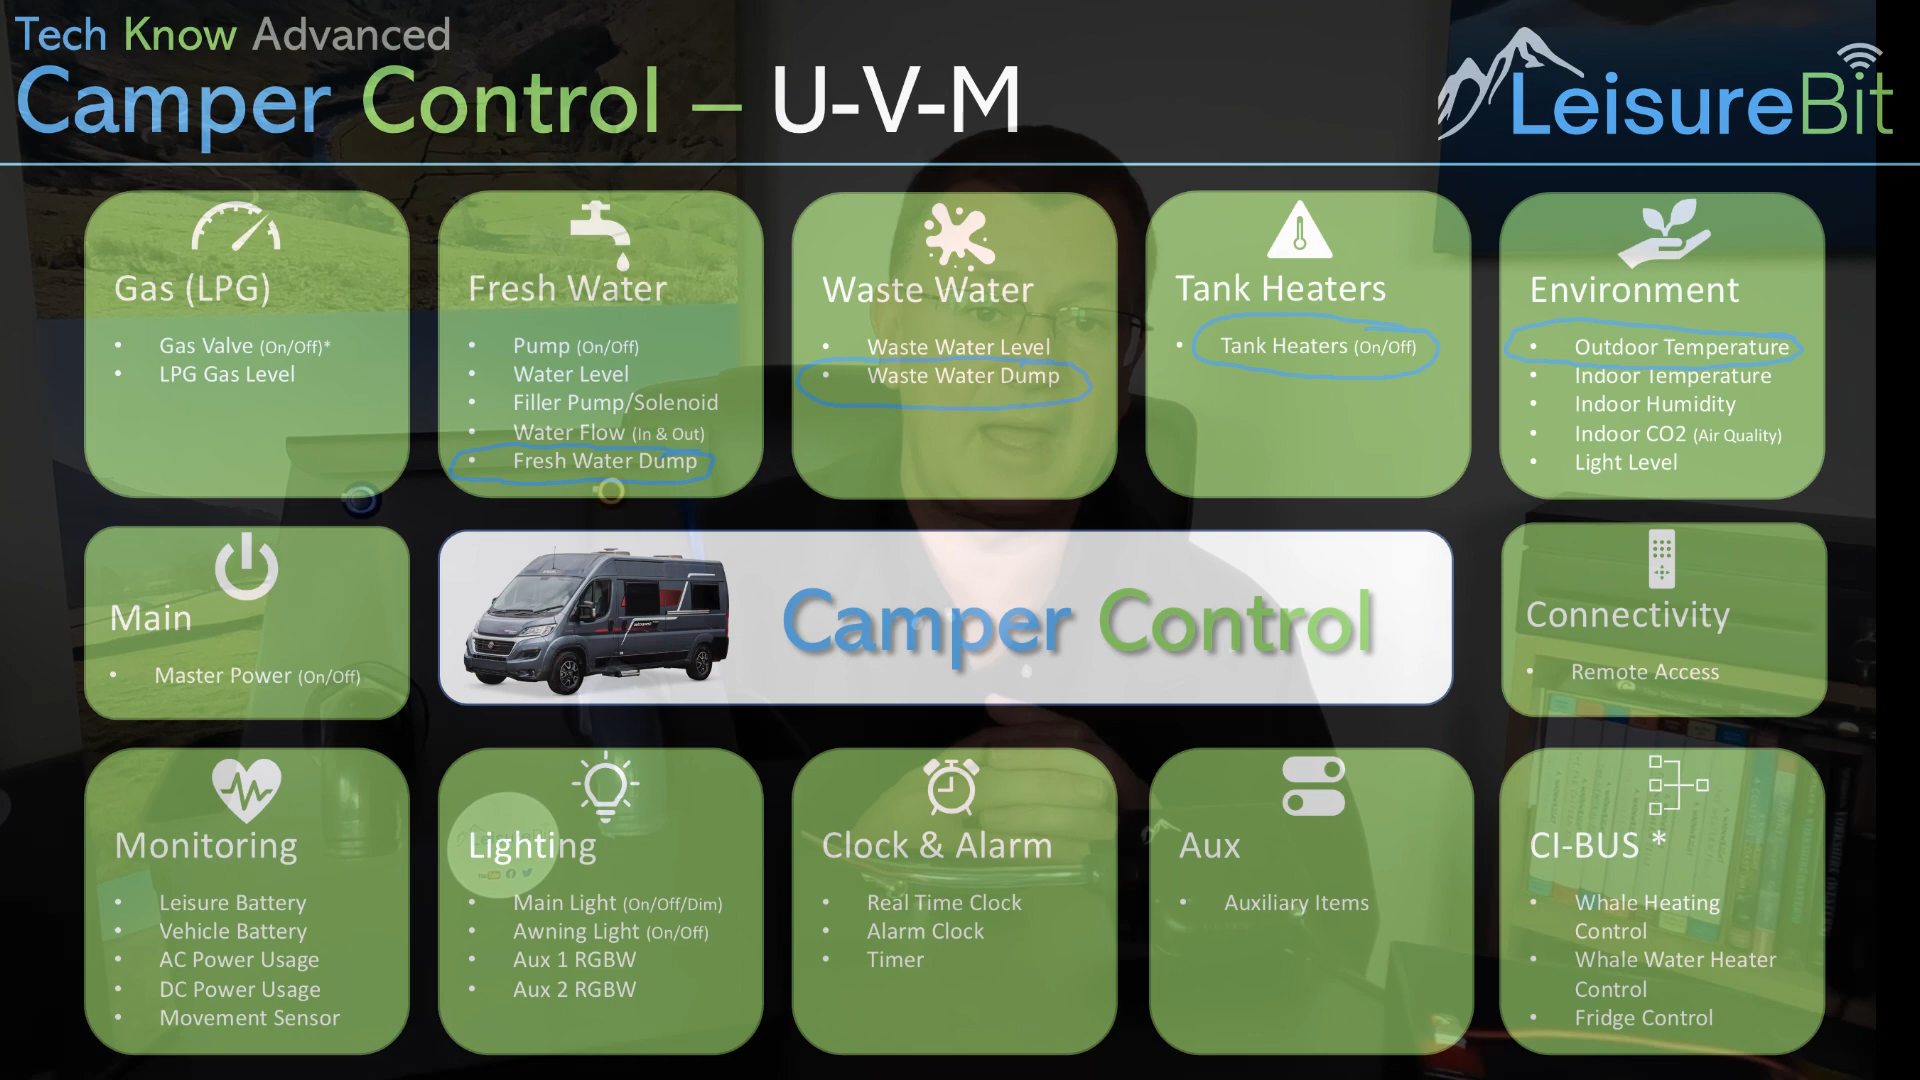 Tech Know Advanced
Camper Control – U-V-M
LeisureBit
Gas (LPG)
• Gas Valve (On/Off)*
• LPG Gas Level
Fresh Water
• Pump (On/Off)
• Water Level
• Filler Pump/Solenoid
• Water Flow (In & Out)
• Fresh Water Dump
Waste Water
• Waste Water Level
• Waste Water Dump
Tank Heaters
• Tank Heaters (On/Off)
Environment
• Outdoor Temperature
• Indoor Temperature
• Indoor Humidity
• Indoor CO2 (Air Quality)
• Light Level
Main
• Master Power (On/Off)
Camper Control
Connectivity
• Remote Access
Monitoring
• Leisure Battery
• Vehicle Battery
• AC Power Usage
• DC Power Usage
• Movement Sensor
Lighting
• Main Light (On/Off/Dim)
• Awning Light (On/Off)
• Aux 1 RGBW
• Aux 2 RGBW
Clock & Alarm
• Real Time Clock
• Alarm Clock
• Timer
Aux
• Auxiliary Items
CI-BUS *
• Whale Heating
Control
• Whale Water Heater
Control
• Fridge Control